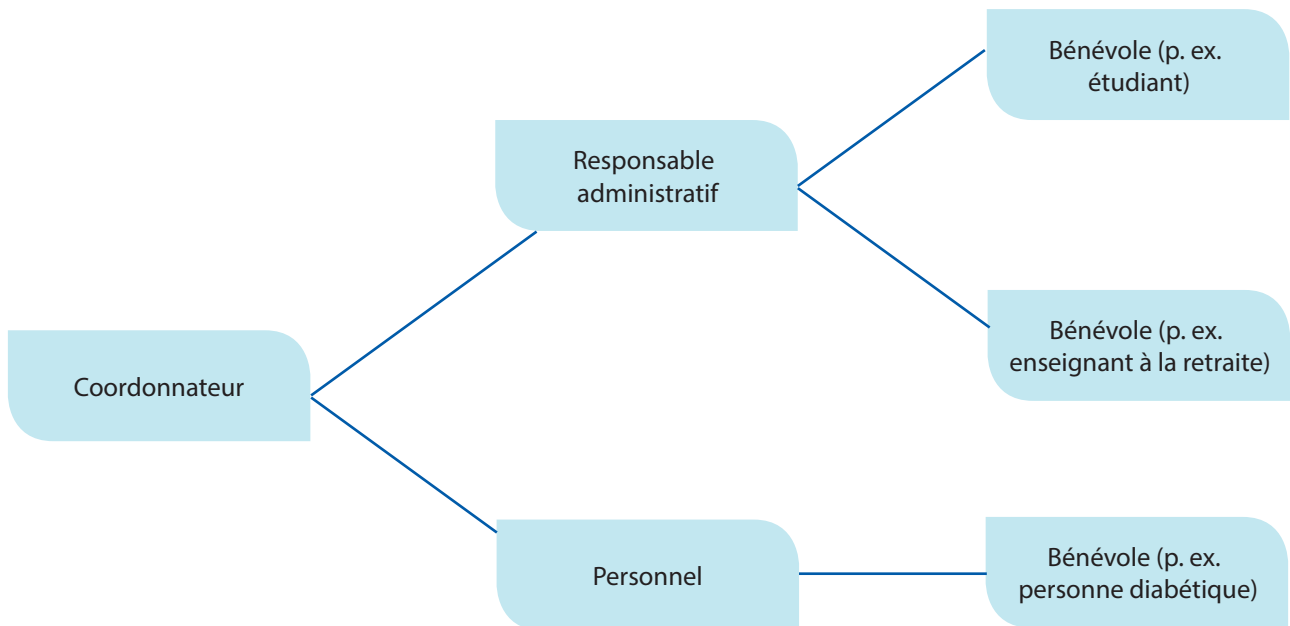 Bénévole (p. ex.
étudiant)
Responsable
administratif
Bénévole (p. ex.
enseignant à la retraite)
Coordonnateur
Personnel
Bénévole (p. ex.
personne diabétique)